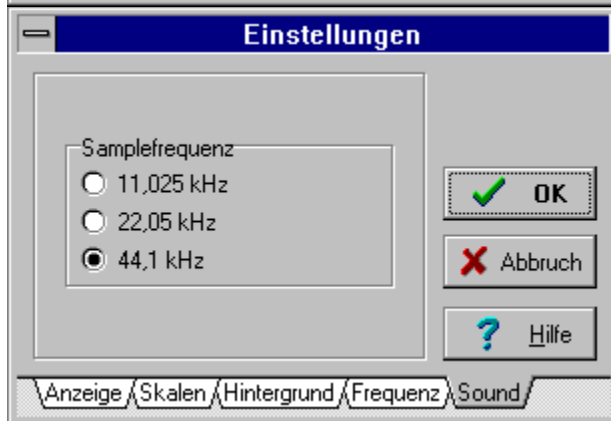 Einstellungen
Samplefrequenz
11,025 kHz
22,05 kHz
44,1 kHz
OK
Abbruch
Hilfe
Anzeige Skalen Hintergrund Frequenz Sound